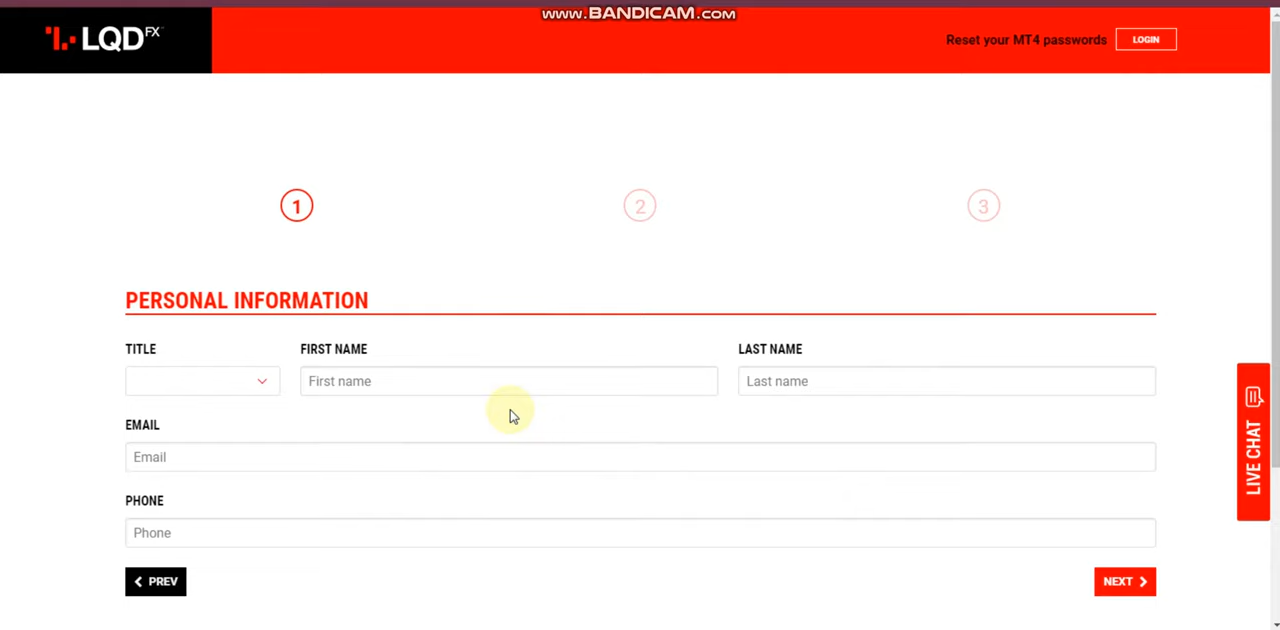 www.BANDICAM.com
LQD FX
Reset your MT4 passwords
LOGIN
1
2
3
PERSONAL INFORMATION
TITLE
FIRST NAME
LAST NAME
First name
Last name
EMAIL
Email
PHONE
Phone
PREV
NEXT
LIVE CHAT